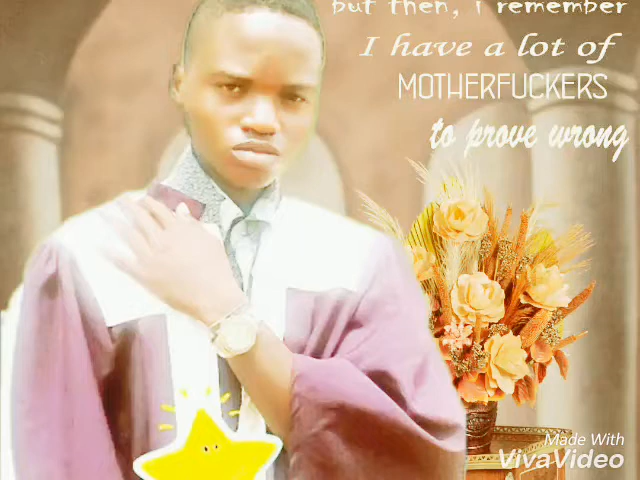 but then, i remember
I have a lot of
MOTHERFUCKERS
to prove wrong
Made With
VivaVideo